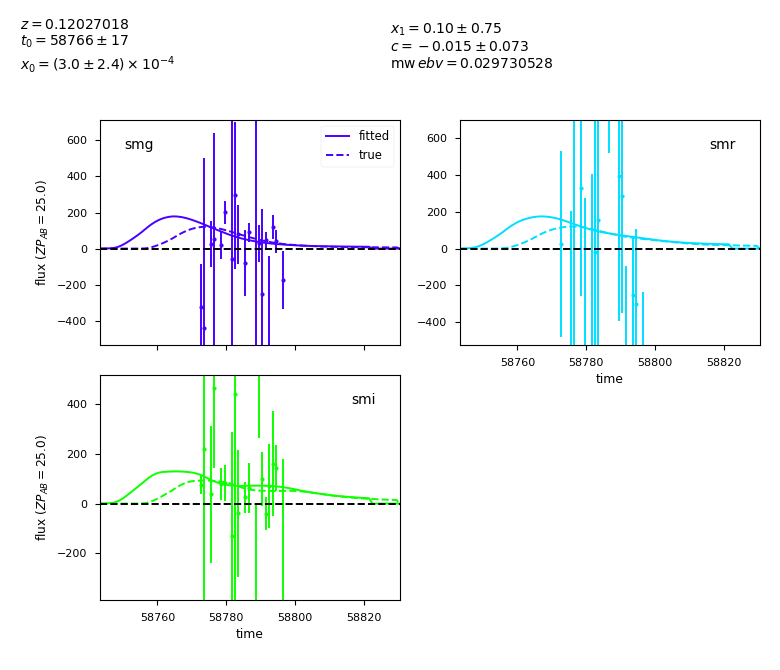 z = 0.12027018
t₀ = 58766 ± 17
x₀ = (3.0 ± 2.4) × 10⁻⁴
x₁ = 0.10 ± 0.75
c = −0.015 ± 0.073
mw ebv = 0.029730528
smg
fitted
true
600
400
200
0
−200
−400
flux (ZP_AB = 25.0)
smr
600
400
200
0
−200
−400
58760 58780 58800 58820
time
smi
400
200
0
−200
flux (ZP_AB = 25.0)
58760 58780 58800 58820
time